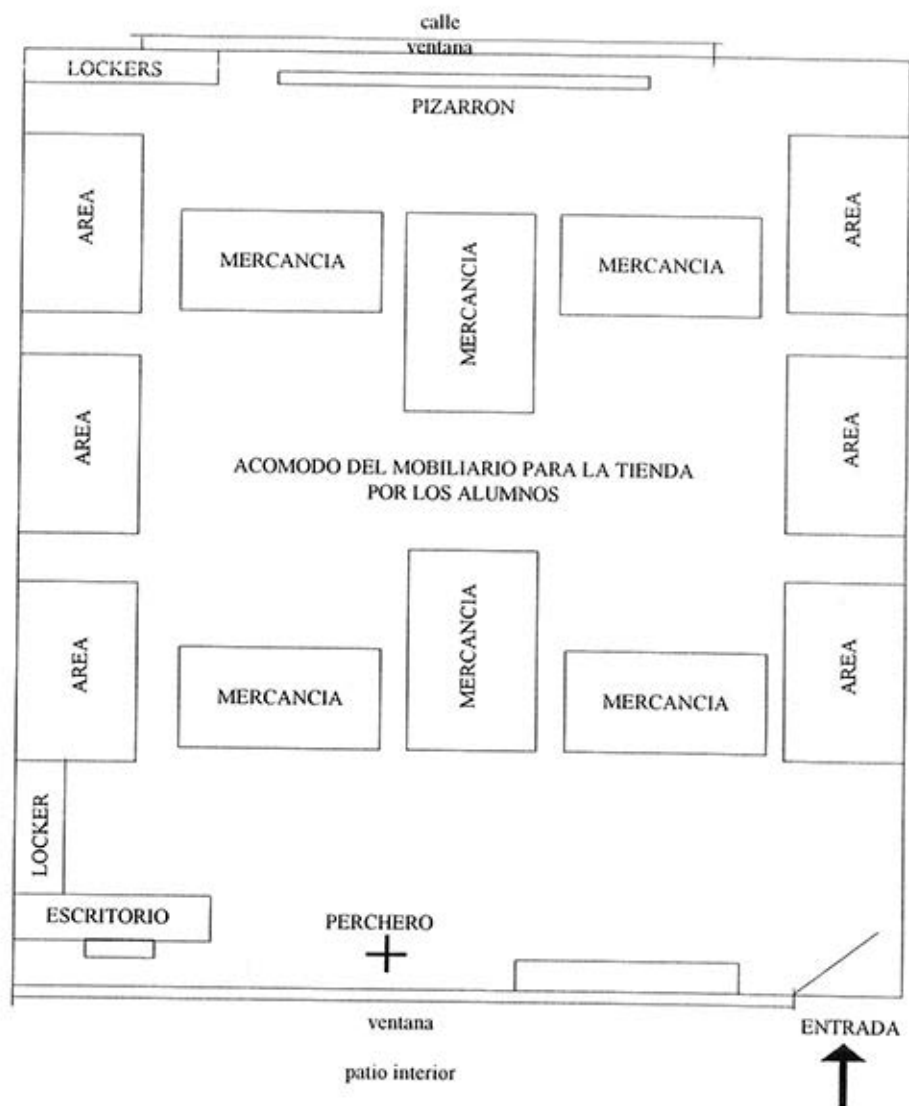 calle
ventana
LOCKERS
PIZARRON
AREA
AREA
MERCANCIA
MERCANCIA
MERCANCIA
AREA
AREA
ACOMODO DEL MOBILIARIO PARA LA TIENDA
POR LOS ALUMNOS
AREA
MERCANCIA
AREA
MERCANCIA
MERCANCIA
LOCKER
ESCRITORIO
PERCHERO
ventana
ENTRADA
patio interior